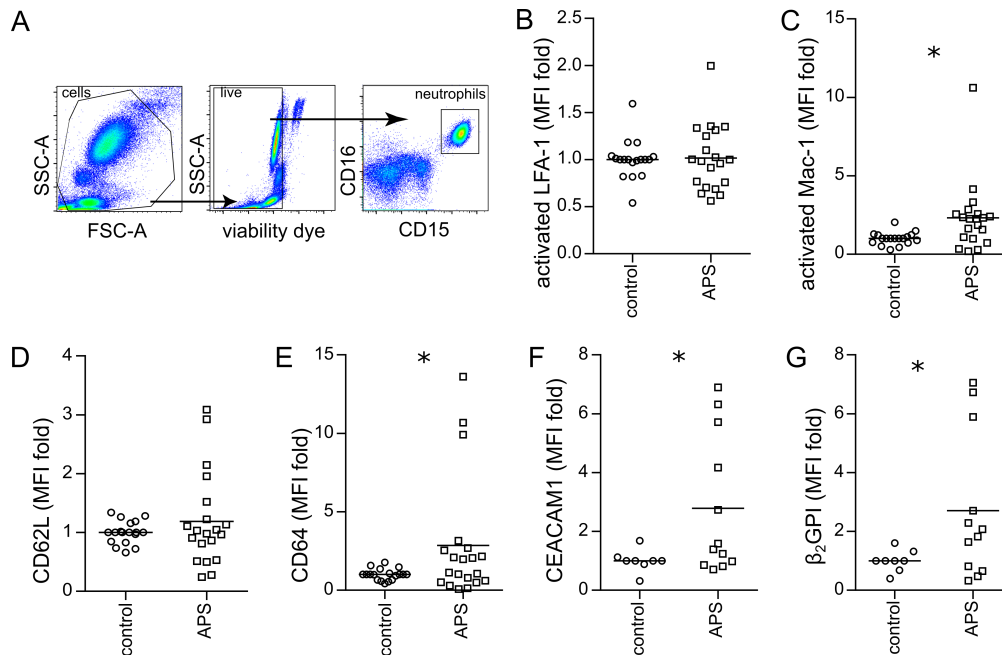 A
cells
SSC-A
FSC-A
live
SSC-A
viability dye
neutrophils
CD16
CD15
B
activated LFA-1 (MFI fold)
2.5
2.0
1.5
1.0
0.5
0.0
control
APS
C
activated Mac-1 (MFI fold)
15
10
5
0
*
control
APS
D
CD62L (MFI fold)
4
3
2
1
0
control
APS
E
CD64 (MFI fold)
15
10
5
0
*
control
APS
F
CEACAM1 (MFI fold)
8
6
4
2
0
*
control
APS
G
β₂GPI (MFI fold)
8
6
4
2
0
*
control
APS